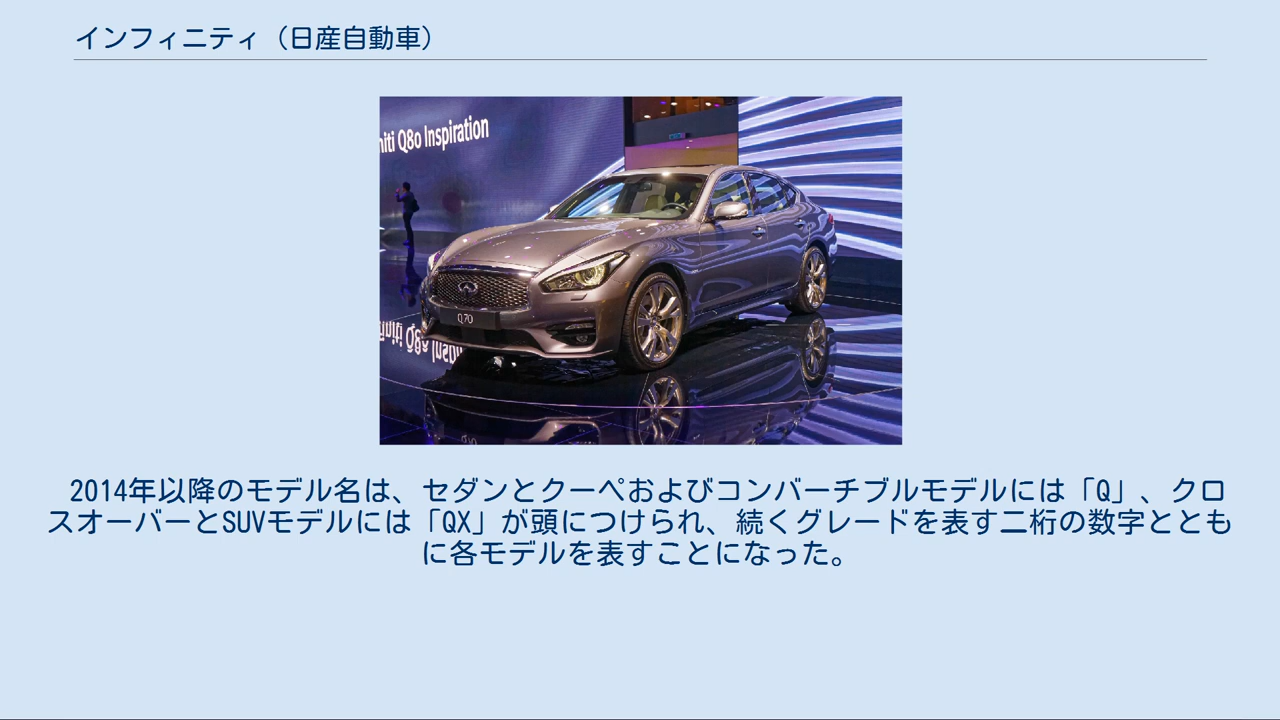 インフィニティ（日産自動車）
niti Q80 Inspiration
Q70
2014年以降のモデル名は、セダンとクーペおよびコンバーチブルモデルには「Q」、クロ
スオーバーとSUVモデルには「QX」が頭につけられ、続くグレードを表す二桁の数字ととも
に各モデルを表すことになった。